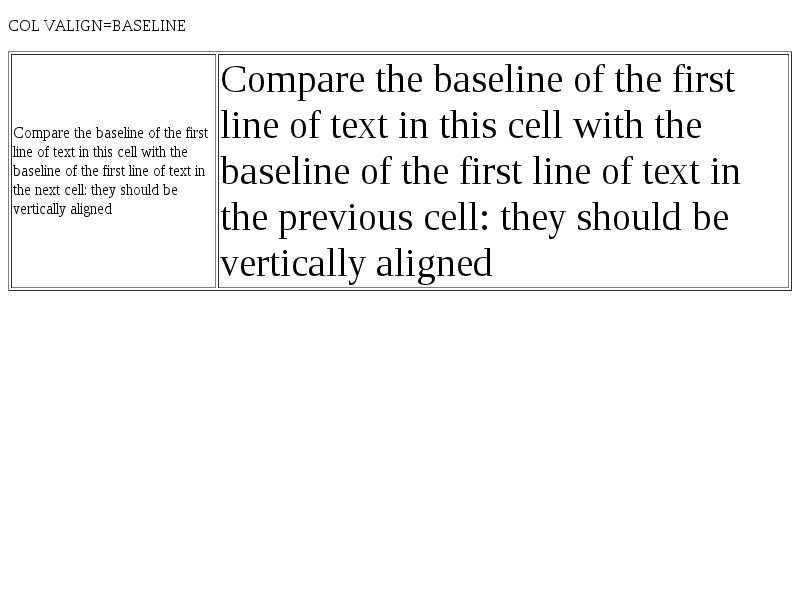 COL VALIGN=BASELINE
Compare the baseline of the first
line of text in this cell with the
baseline of the first line of text in
the next cell: they should be
vertically aligned
Compare the baseline of the first
line of text in this cell with the
baseline of the first line of text in
the previous cell: they should be
vertically aligned